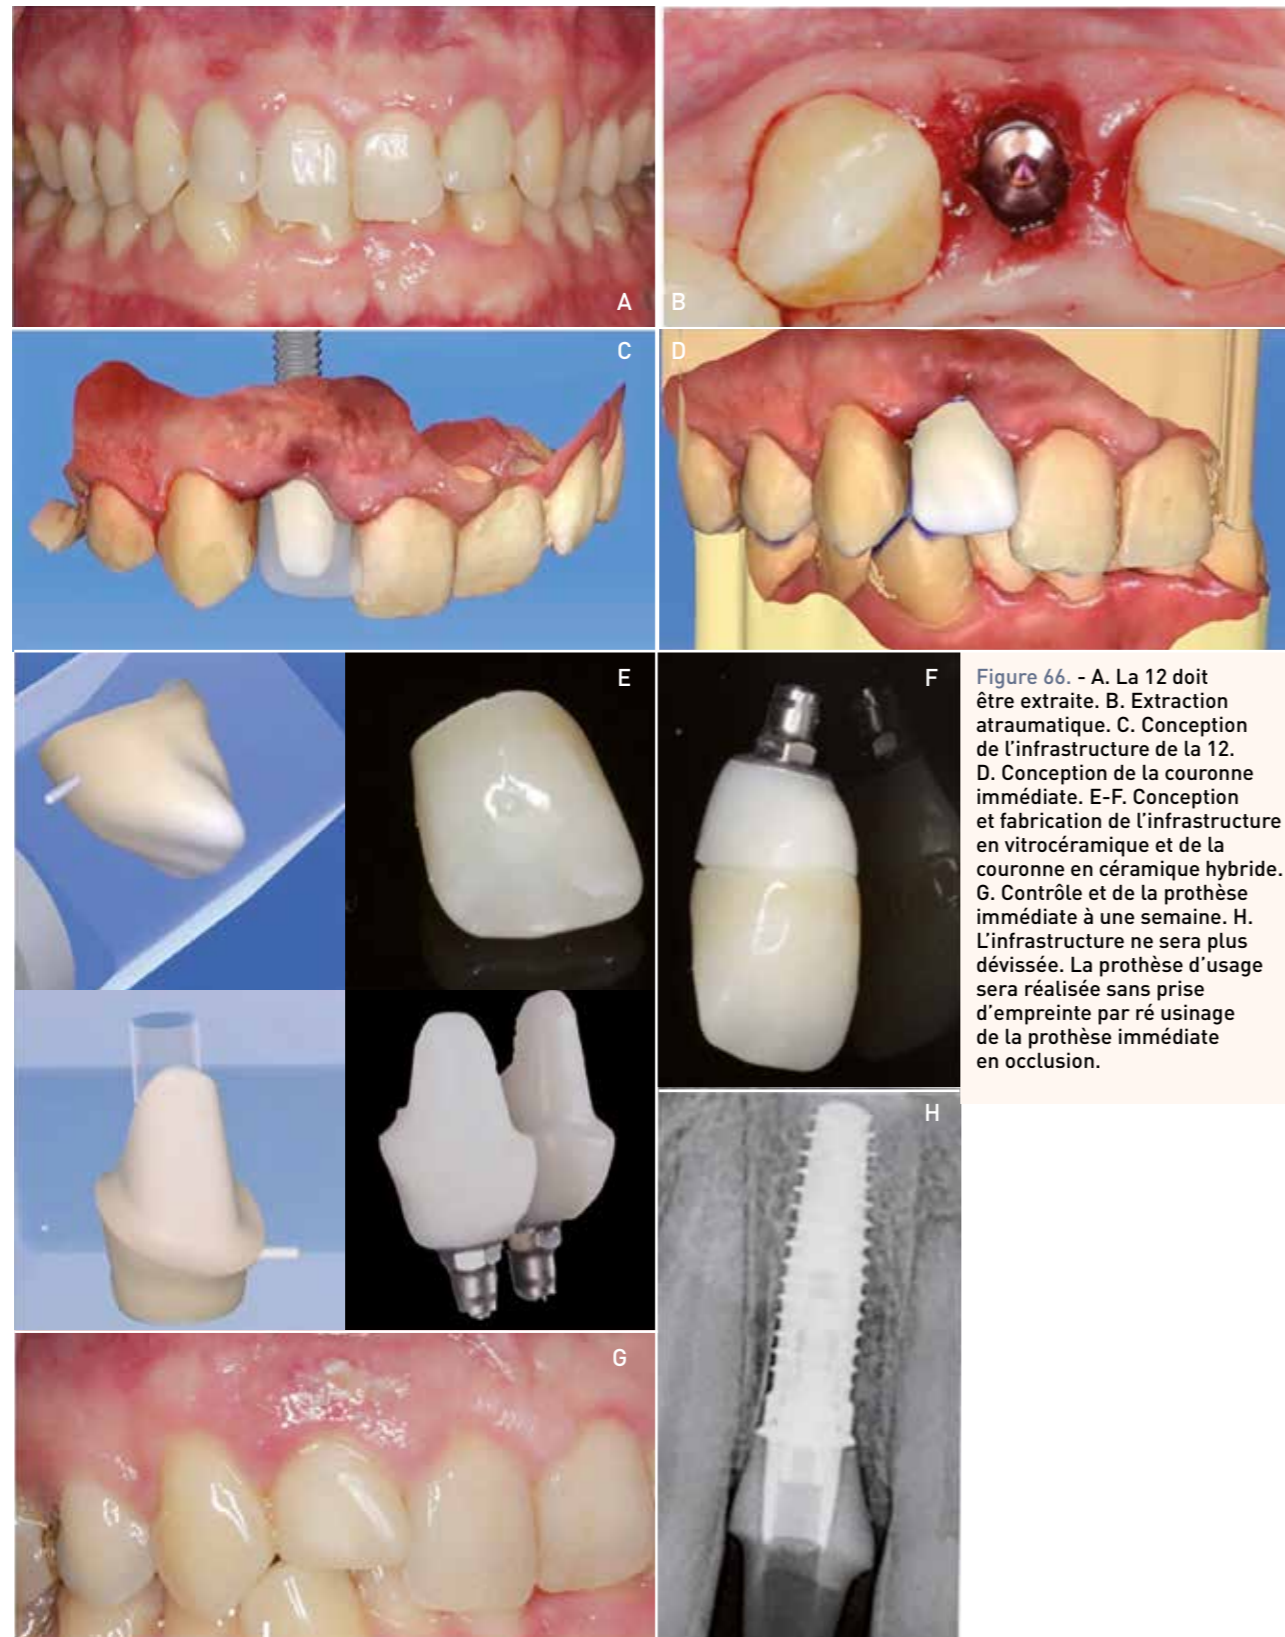 A
B
C
D
E
F
Figure 66. - A. La 12 doit
être extraite. B. Extraction
atraumatique. C. Conception
de l'infrastructure de la 12.
D. Conception de la couronne
immédiate. E-F. Conception
et fabrication de l'infrastructure
en vitrocéramique et de la
couronne en céramique hybride.
G. Contrôle et de la prothèse
immédiate à une semaine. H.
L'infrastructure ne sera plus
dévissée. La prothèse d'usage
sera réalisée sans prise
d'empreinte par ré usinage
de la prothèse immédiate
en occlusion.
H
G